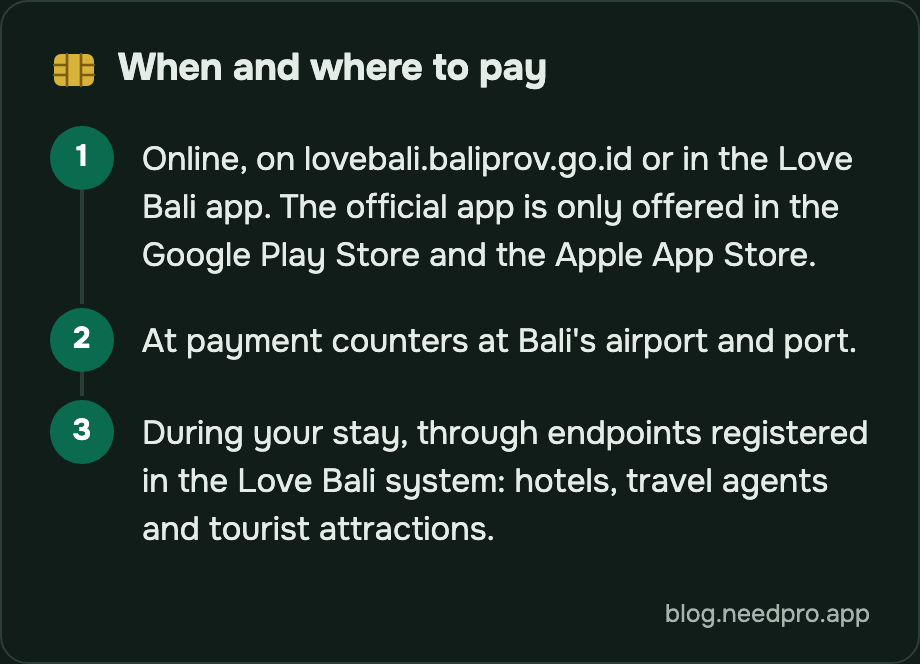 When and where to pay
1
Online, on lovebali.baliprov.go.id or in the Love
Bali app. The official app is only offered in the
Google Play Store and the Apple App Store.
2
At payment counters at Bali's airport and port.
3
During your stay, through endpoints registered
in the Love Bali system: hotels, travel agents
and tourist attractions.
blog.needpro.app